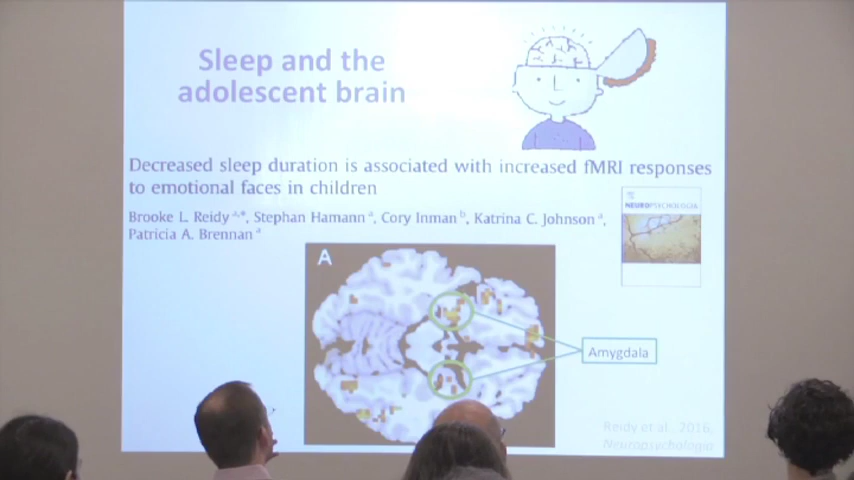 Sleep and the
adolescent brain
Decreased sleep duration is associated with increased fMRI responses
to emotional faces in children
Brooke L. Reidy a,*, Stephan Hamann a, Cory Inman b, Katrina C. Johnson a,
Patricia A. Brennan a
NEUROPSYCHOLOGIA
A
Amygdala
Reidy et al., 2016,
Neuropsychologia